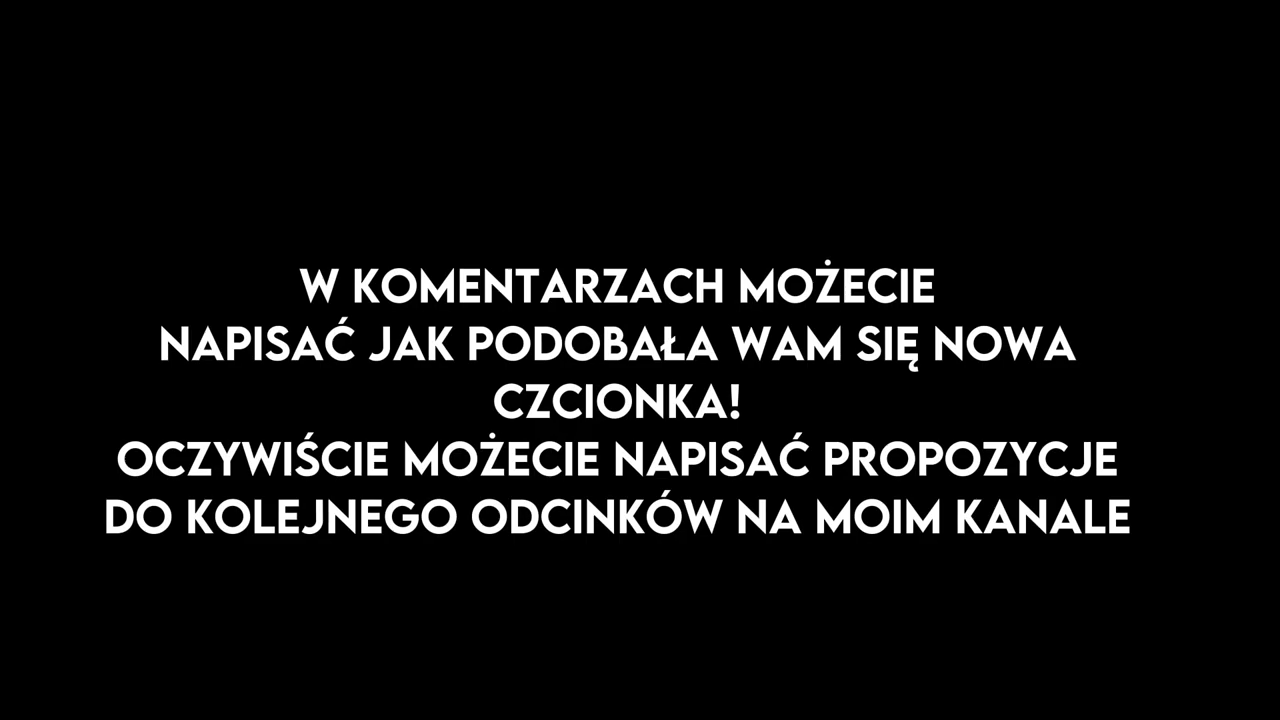 W KOMENTARZACH MOŻECIE
NAPISAĆ JAK PODOBAŁA WAM SIĘ NOWA
CZCIONKA!
OCZYWIŚCIE MOŻECIE NAPISAĆ PROPOZYCJE
DO KOLEJNEGO ODCINKÓW NA MOIM KANALE